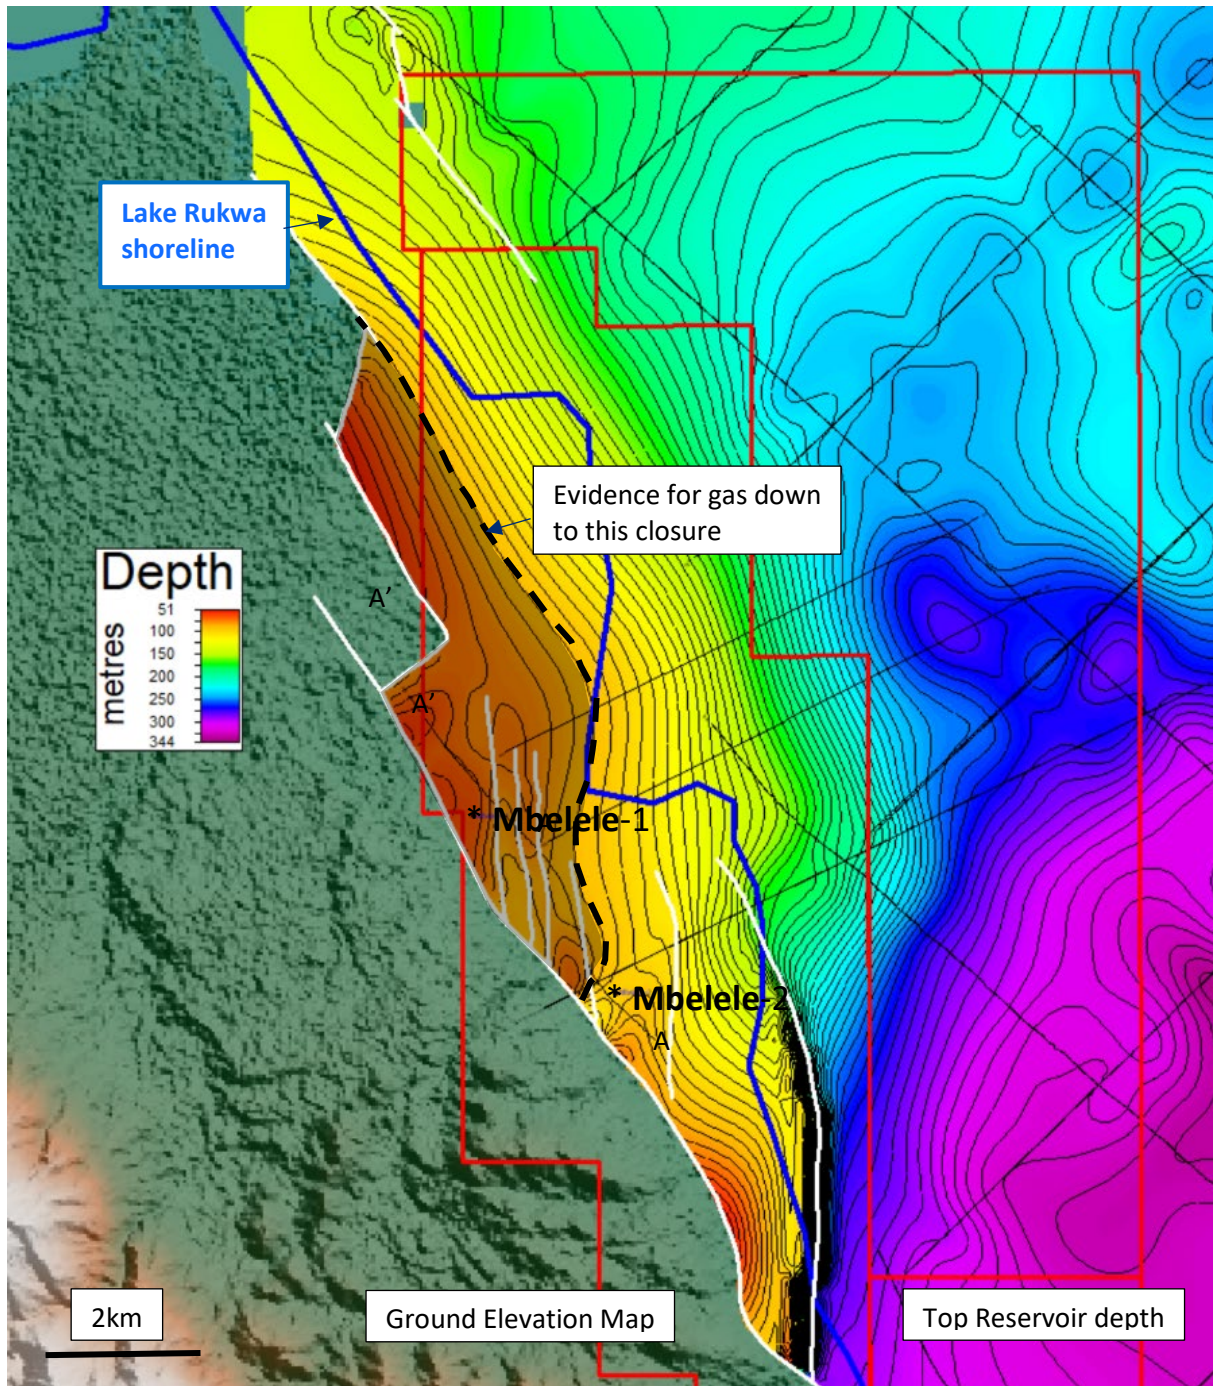 Lake Rukwa
shoreline
Evidence for gas down
to this closure
Depth
metres
51
100
150
200
250
300
344
A’
A’
* Mbelele-1
* Mbelele-2
A
2km
Ground Elevation Map
Top Reservoir depth